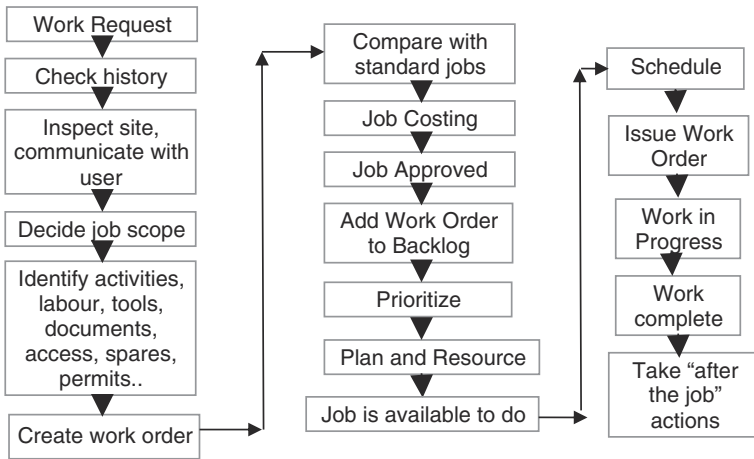 Work Request
Check history
Inspect site,
communicate with
user
Decide job scope
Identify activities,
labour, tools,
documents,
access, spares,
permits..
Create work order
Compare with
standard jobs
Job Costing
Job Approved
Add Work Order
to Backlog
Prioritize
Plan and Resource
Job is available to do
Schedule
Issue Work
Order
Work in
Progress
Work
complete
Take “after
the job”
actions